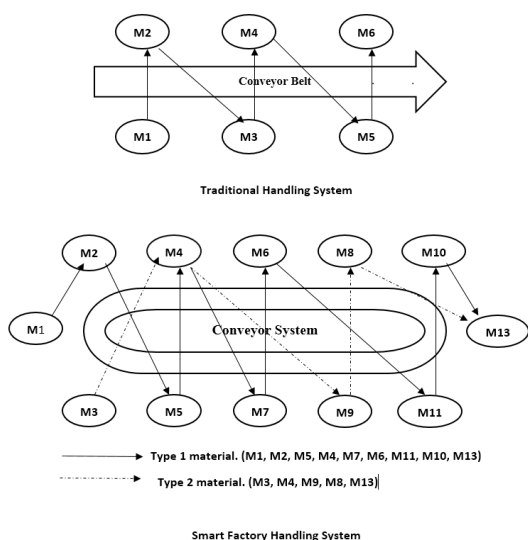 M2 M4 M6
Conveyor Belt
M1 M3 M5
Traditional Handling System
M2 M4 M6 M8 M10
M1 Conveyor System M13
M3 M5 M7 M9 M11
Type 1 material. (M1, M2, M5, M4, M7, M6, M11, M10, M13)
Type 2 material. (M3, M4, M9, M8, M13)
Smart Factory Handling System